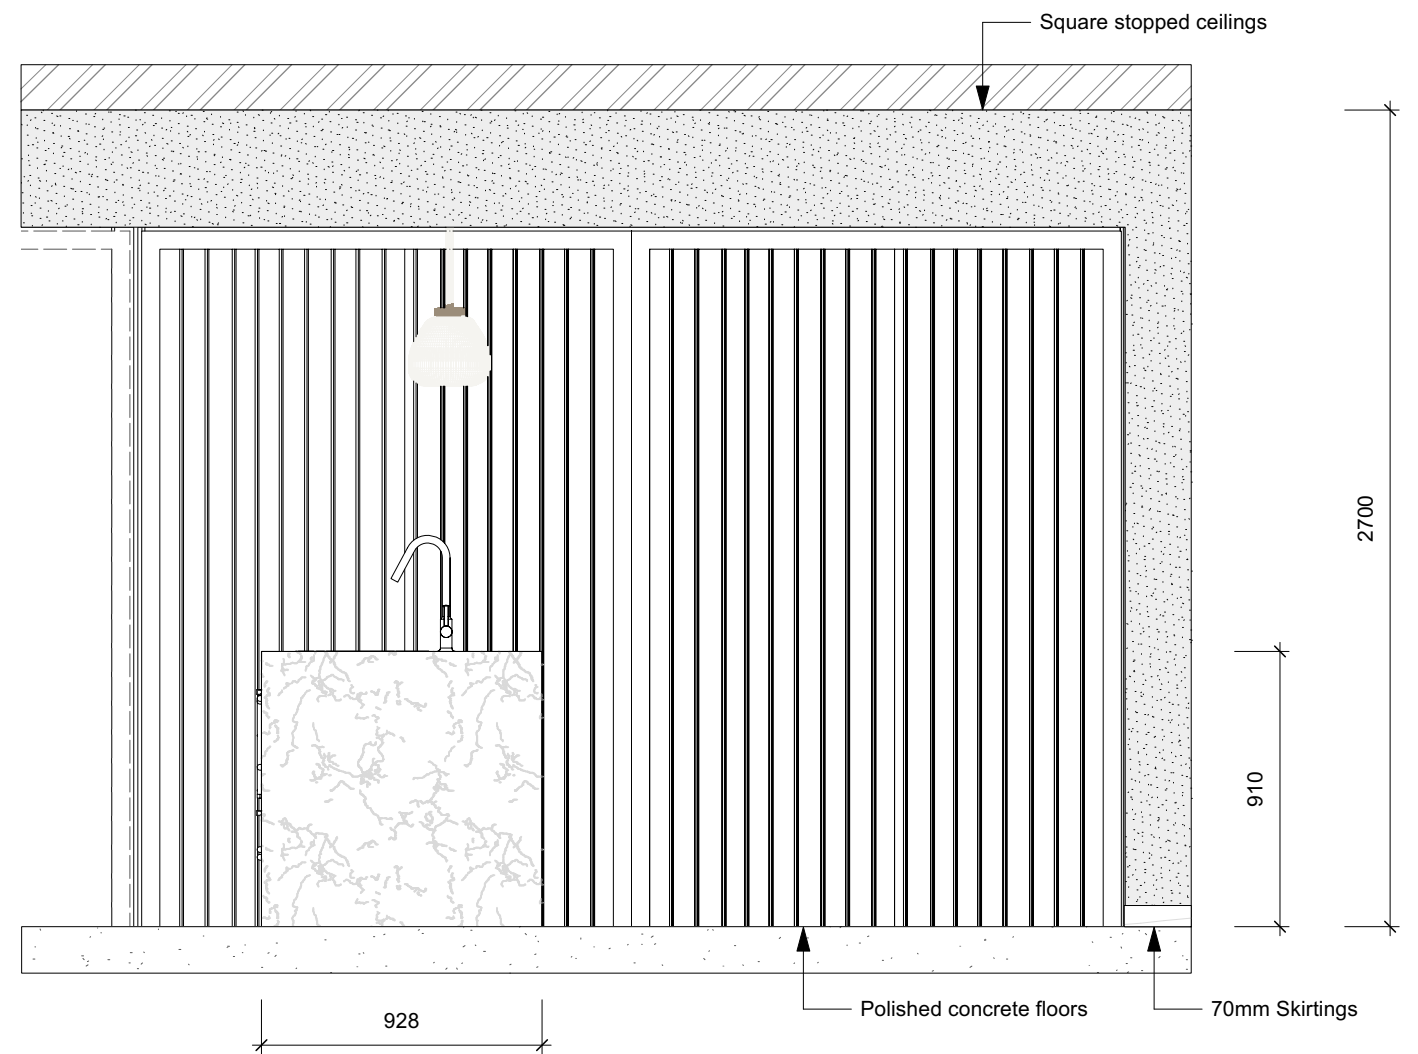 Square stopped ceilings
2700
910
Polished concrete floors
70mm Skirtings
928